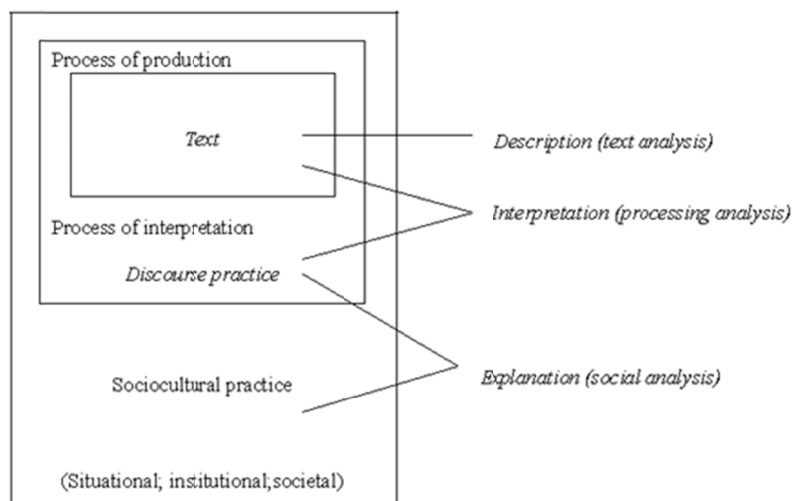 Process of production
Text
Description (text analysis)
Interpretation (processing analysis)
Process of interpretation
Discourse practice
Explanation (social analysis)
Sociocultural practice
(Situational; institutional;societal)